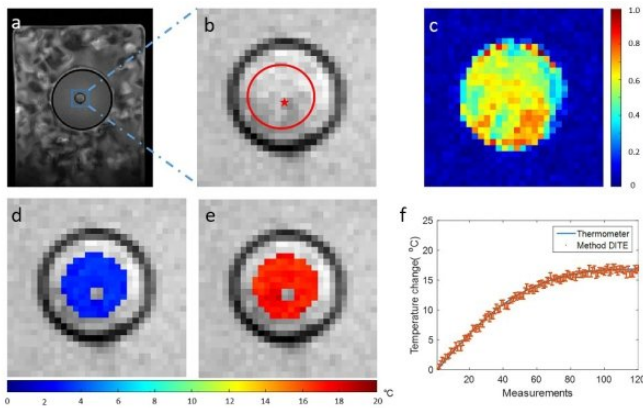 a
b
c
1.0
0.8
0.6
0.4
0.2
0
d
e
f
Temperature change( °C)
25
20
15
10
5
0
Thermometer
Method DITE
0 20 40 60 80 100 120
Measurements
0 2 4 6 8 10 12 14 16 18 20 °C